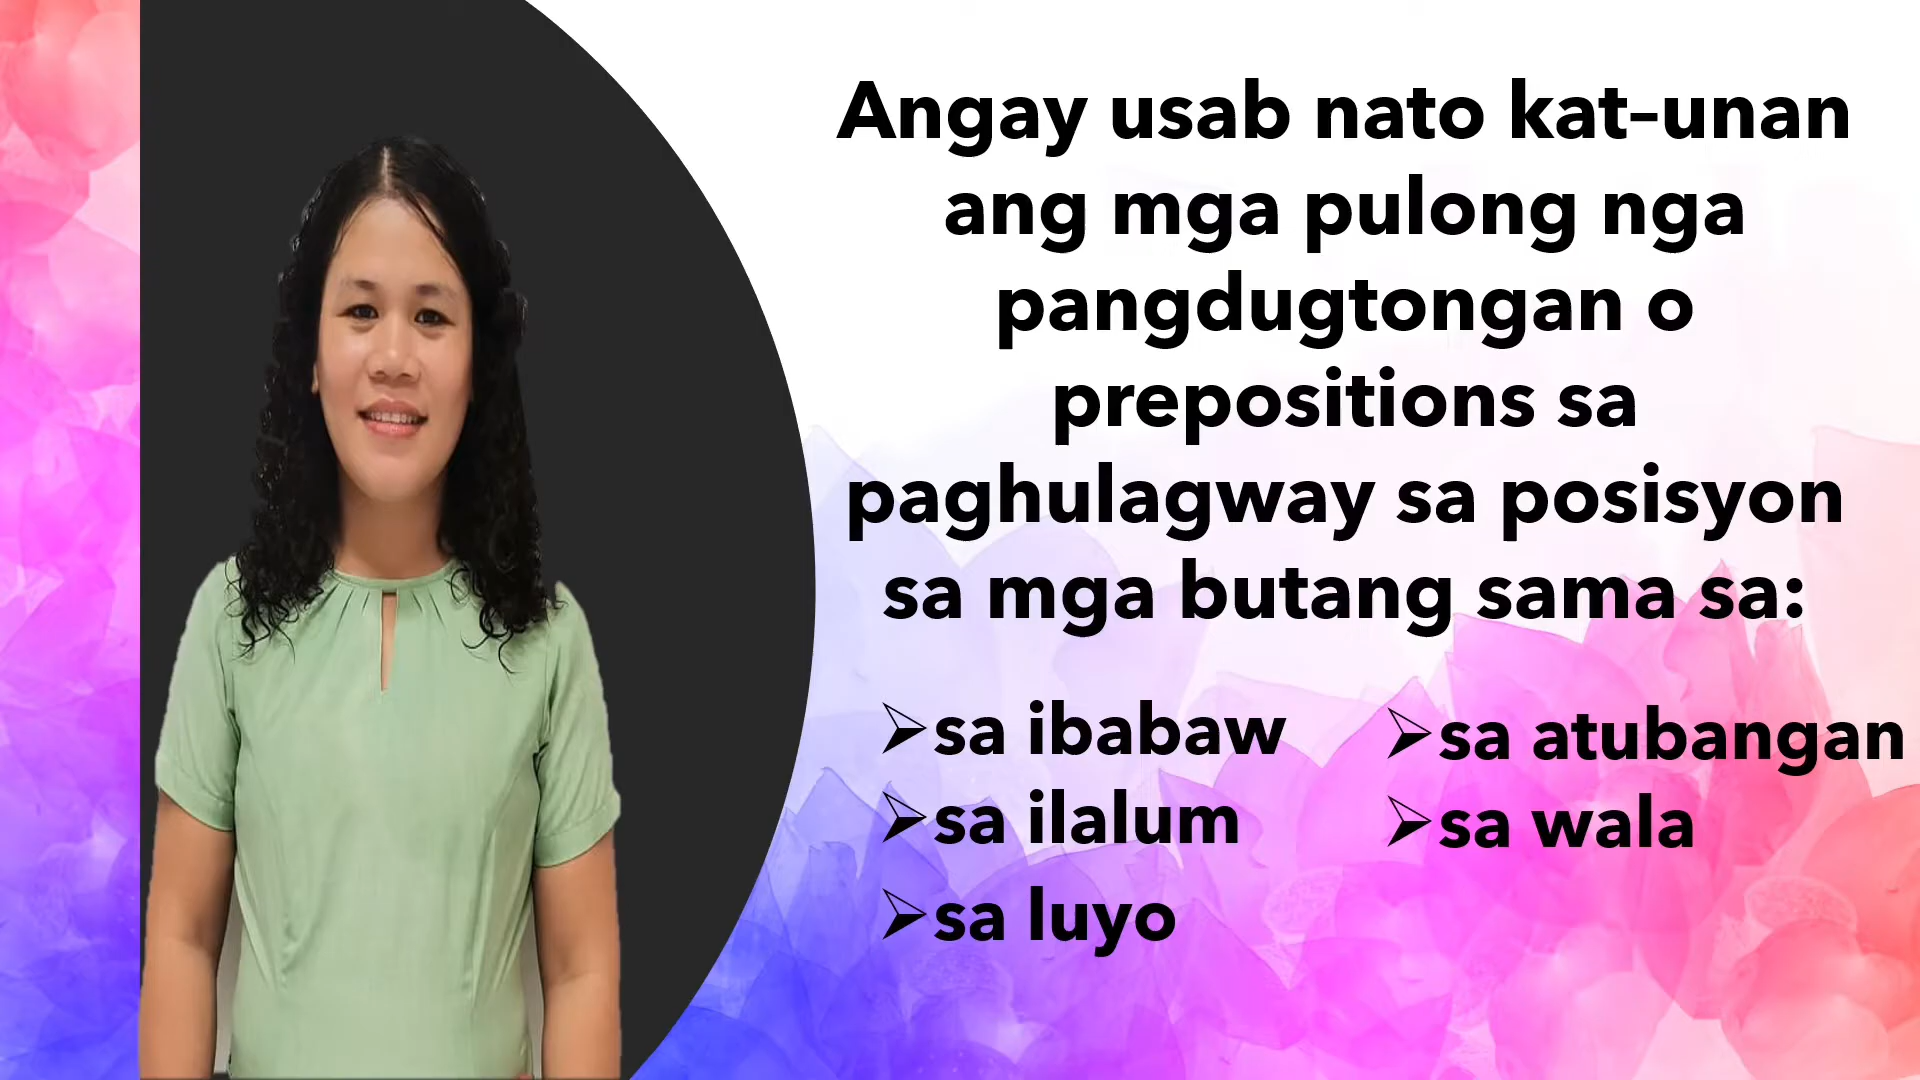 Angay usab nato kat-unan
ang mga pulong nga
pangdugtongan o
prepositions sa
paghulagway sa posisyon
sa mga butang sama sa:
➢sa ibabaw
➢sa ilalum
➢sa luyo
➢sa atubangan
➢sa wala